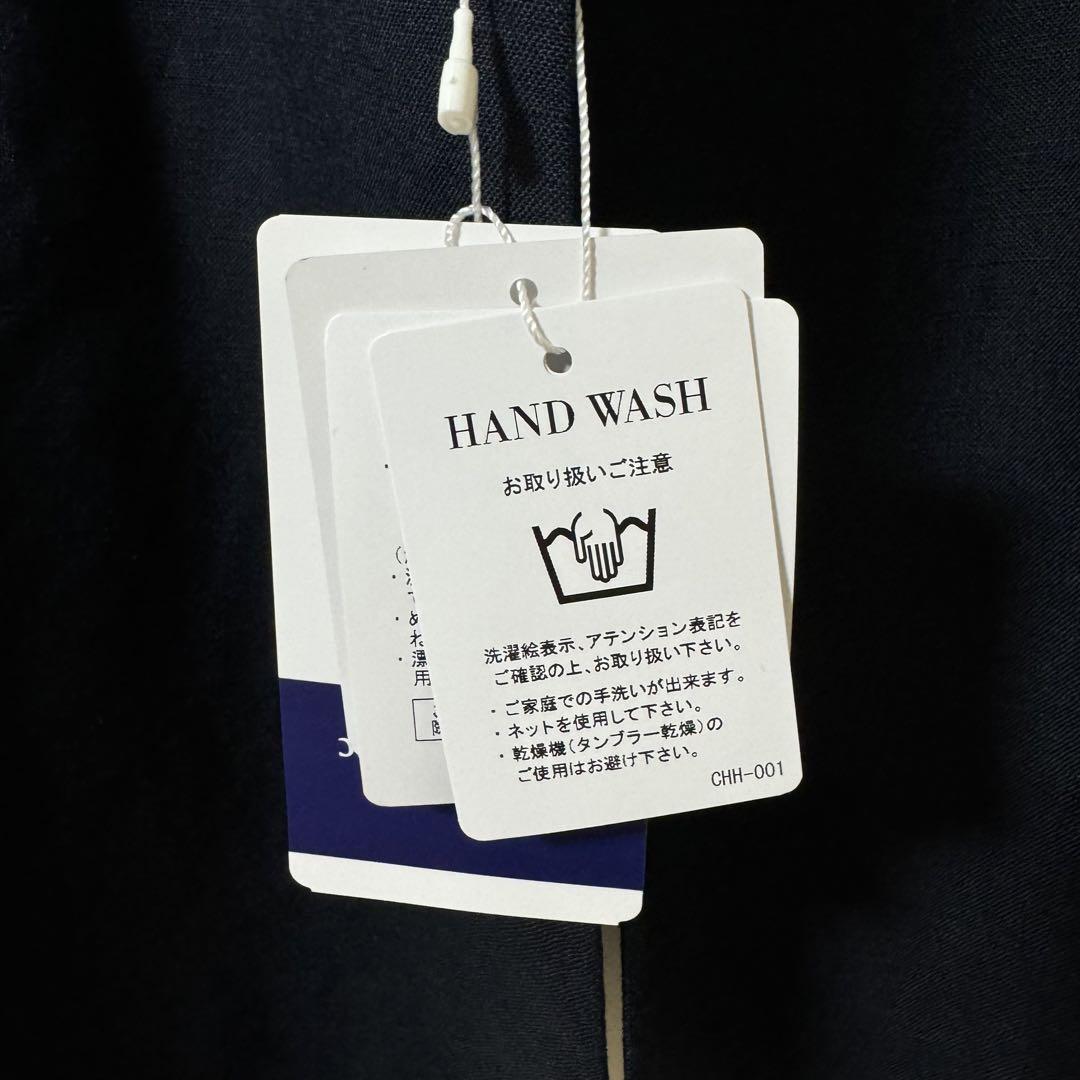 HAND WASH
お取り扱いご注意
洗濯絵表示、アテンション表記を
ご確認の上、お取り扱い下さい。
・ご家庭での手洗いが出来ます。
・ネットを使用して下さい。
・乾燥機(タンブラー乾燥)の
ご使用はお避け下さい。
CHH-001
・め
・漂
用